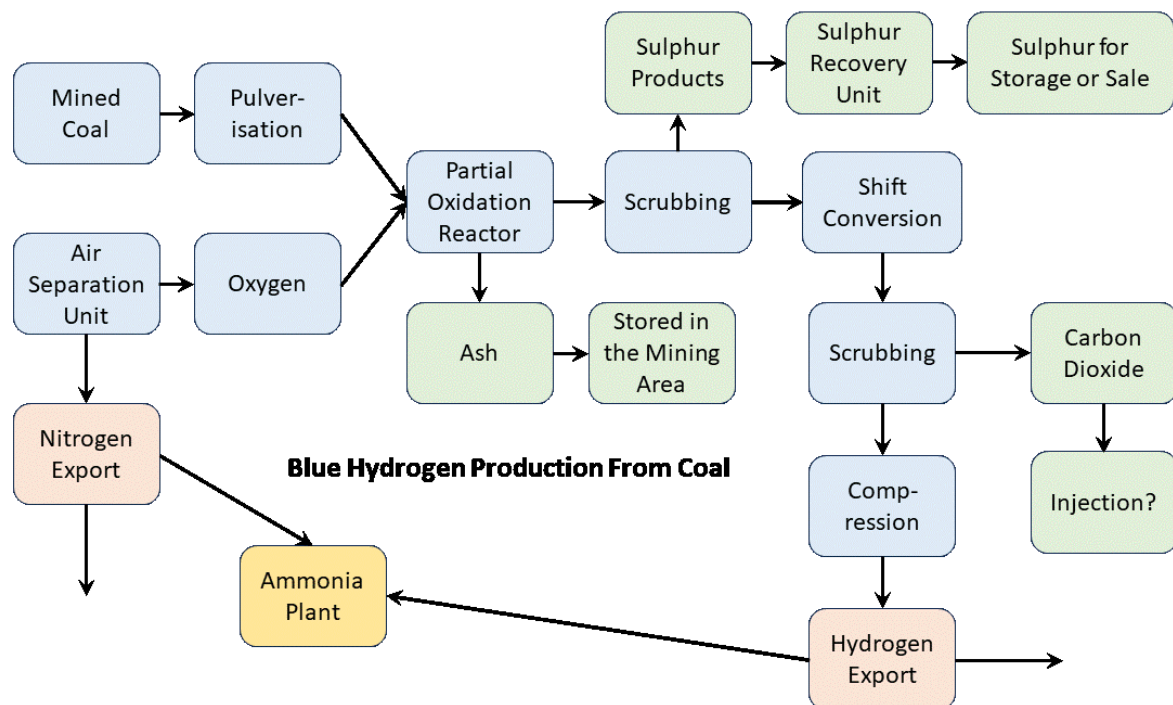 Sulphur
Products
Sulphur
Recovery
Unit
Sulphur for
Storage or Sale
Mined
Coal
Pulver-
isation
Partial
Oxidation
Reactor
Scrubbing
Shift
Conversion
Air
Separation
Unit
Oxygen
Ash
Stored in
the Mining
Area
Scrubbing
Carbon
Dioxide
Nitrogen
Export
Blue Hydrogen Production From Coal
Comp-
ression
Injection?
Ammonia
Plant
Hydrogen
Export